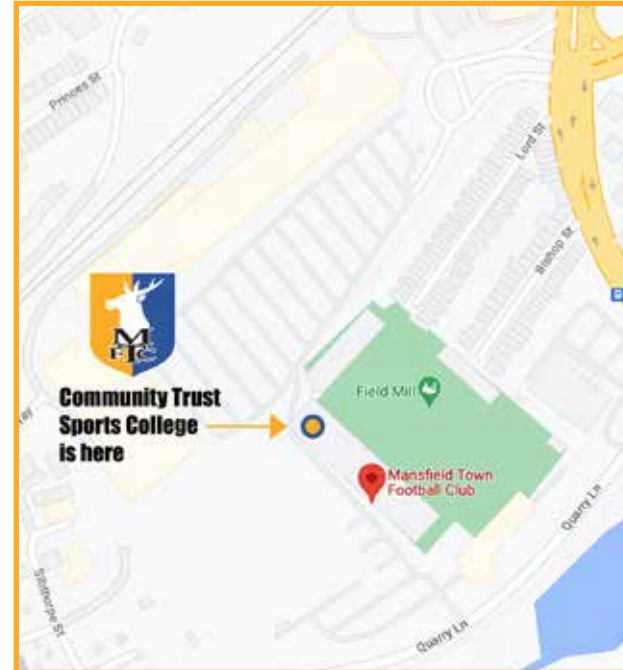 Princes St
Lord St
Bishop St
MTFC
Community Trust
Sports College
is here
Field Mill
Mansfield Town
Football Club
Quarry Ln
Sibthorpe St
Quarry Ln